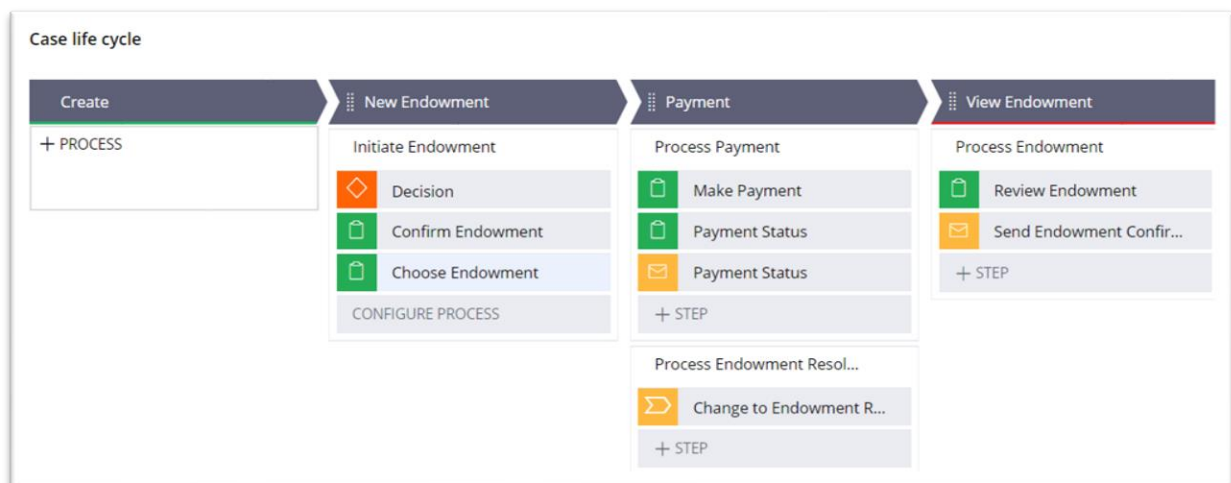 Case life cycle
Create
New Endowment
Payment
View Endowment
+ PROCESS
Initiate Endowment
Decision
Confirm Endowment
Choose Endowment
CONFIGURE PROCESS
Process Payment
Make Payment
Payment Status
Payment Status
+ STEP
Process Endowment Resol...
Change to Endowment R...
+ STEP
Process Endowment
Review Endowment
Send Endowment Confir...
+ STEP